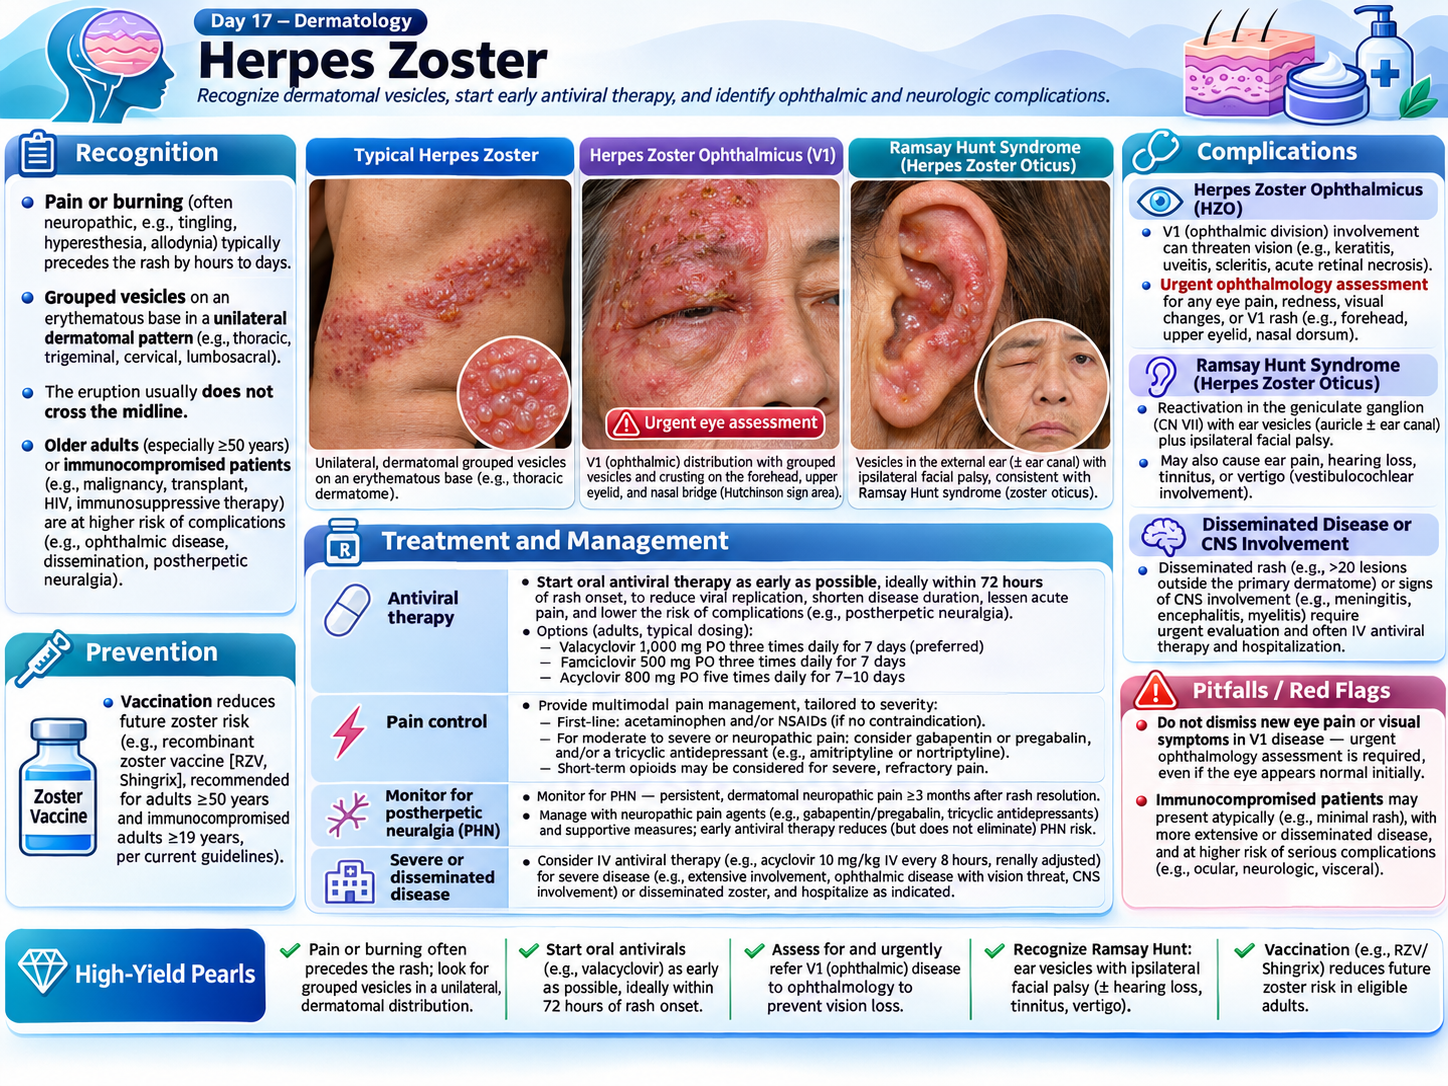 Day 17 – Dermatology
Herpes Zoster
Recognize dermatomal vesicles, start early antiviral therapy, and identify ophthalmic and neurologic complications.
Recognition
Pain or burning (often
neuropathic, e.g., tingling,
hyperesthesia, allodynia) typically
precedes the rash by hours to days.
Grouped vesicles on an
erythematous base in a unilateral
dermatomal pattern (e.g., thoracic,
trigeminal, cervical, lumbosacral).
The eruption usually does not
cross the midline.
Older adults (especially ≥50 years)
or immunocompromised patients
(e.g., malignancy, transplant,
HIV, immunosuppressive therapy)
are at higher risk of complications
(e.g., ophthalmic disease,
dissemination, postherpetic
neuralgia).
Prevention
Zoster
Vaccine
Vaccination reduces
future zoster risk
(e.g., recombinant
zoster vaccine [RZV,
Shingrix], recommended
for adults ≥50 years
and immunocompromised
adults ≥19 years,
per current guidelines).
Typical Herpes Zoster
Unilateral, dermatomal grouped vesicles
on an erythematous base (e.g., thoracic
dermatome).
Herpes Zoster Ophthalmicus (V1)
Urgent eye assessment
V1 (ophthalmic) distribution with grouped
vesicles and crusting on the forehead, upper
eyelid, and nasal bridge (Hutchinson sign area).
Ramsay Hunt Syndrome
(Herpes Zoster Oticus)
Vesicles in the external ear (± ear canal) with
ipsilateral facial palsy, consistent with
Ramsay Hunt syndrome (zoster oticus).
R
Treatment and Management
Antiviral
therapy
• Start oral antiviral therapy as early as possible, ideally within 72 hours
of rash onset, to reduce viral replication, shorten disease duration, lessen acute
pain, and lower the risk of complications (e.g., postherpetic neuralgia).
• Options (adults, typical dosing):
– Valacyclovir 1,000 mg PO three times daily for 7 days (preferred)
– Famciclovir 500 mg PO three times daily for 7 days
– Acyclovir 800 mg PO five times daily for 7–10 days
Pain control
• Provide multimodal pain management, tailored to severity:
– First-line: acetaminophen and/or NSAIDs (if no contraindication).
– For moderate to severe or neuropathic pain: consider gabapentin or pregabalin,
and/or a tricyclic antidepressant (e.g., amitriptyline or nortriptyline).
– Short-term opioids may be considered for severe, refractory pain.
Monitor for
postherpetic
neuralgia (PHN)
• Monitor for PHN — persistent, dermatomal neuropathic pain ≥3 months after rash resolution.
• Manage with neuropathic pain agents (e.g., gabapentin/pregabalin, tricyclic antidepressants)
and supportive measures; early antiviral therapy reduces (but does not eliminate) PHN risk.
Severe or
disseminated
disease
• Consider IV antiviral therapy (e.g., acyclovir 10 mg/kg IV every 8 hours, renally adjusted)
for severe disease (e.g., extensive involvement, ophthalmic disease with vision threat, CNS
involvement) or disseminated zoster, and hospitalize as indicated.
Complications
Herpes Zoster Ophthalmicus
(HZO)
V1 (ophthalmic division) involvement
can threaten vision (e.g., keratitis,
uveitis, scleritis, acute retinal necrosis).
Urgent ophthalmology assessment
for any eye pain, redness, visual
changes, or V1 rash (e.g., forehead,
upper eyelid, nasal dorsum).
Ramsay Hunt Syndrome
(Herpes Zoster Oticus)
Reactivation in the geniculate ganglion
(CN VII) with ear vesicles (auricle ± ear canal)
plus ipsilateral facial palsy.
May also cause ear pain, hearing loss,
tinnitus, or vertigo (vestibulocochlear
involvement).
Disseminated Disease or
CNS Involvement
Disseminated rash (e.g., >20 lesions
outside the primary dermatome) or signs
of CNS involvement (e.g., meningitis,
encephalitis, myelitis) require
urgent evaluation and often IV antiviral
therapy and hospitalization.
Pitfalls / Red Flags
Do not dismiss new eye pain or visual
symptoms in V1 disease — urgent
ophthalmology assessment is required,
even if the eye appears normal initially.
Immunocompromised patients may
present atypically (e.g., minimal rash), with
more extensive or disseminated disease,
and at higher risk of serious complications
(e.g., ocular, neurologic, visceral).
High-Yield Pearls
Pain or burning often
precedes the rash; look for
grouped vesicles in a unilateral,
dermatomal distribution.
Start oral antivirals
(e.g., valacyclovir) as early
as possible, ideally within
72 hours of rash onset.
Assess for and urgently
refer V1 (ophthalmic) disease
to ophthalmology to
prevent vision loss.
Recognize Ramsay Hunt:
ear vesicles with ipsilateral
facial palsy (± hearing loss,
tinnitus, vertigo).
Vaccination (e.g., RZV/
Shingrix) reduces future
zoster risk in eligible
adults.